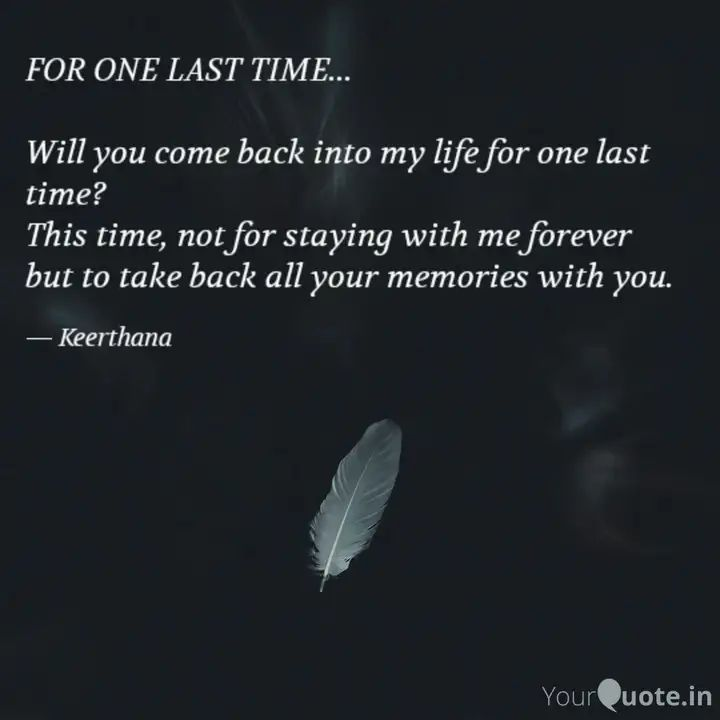 FOR ONE LAST TIME...
Will you come back into my life for one last
time?
This time, not for staying with me forever
but to take back all your memories with you.
— Keerthana
YourQuote.in